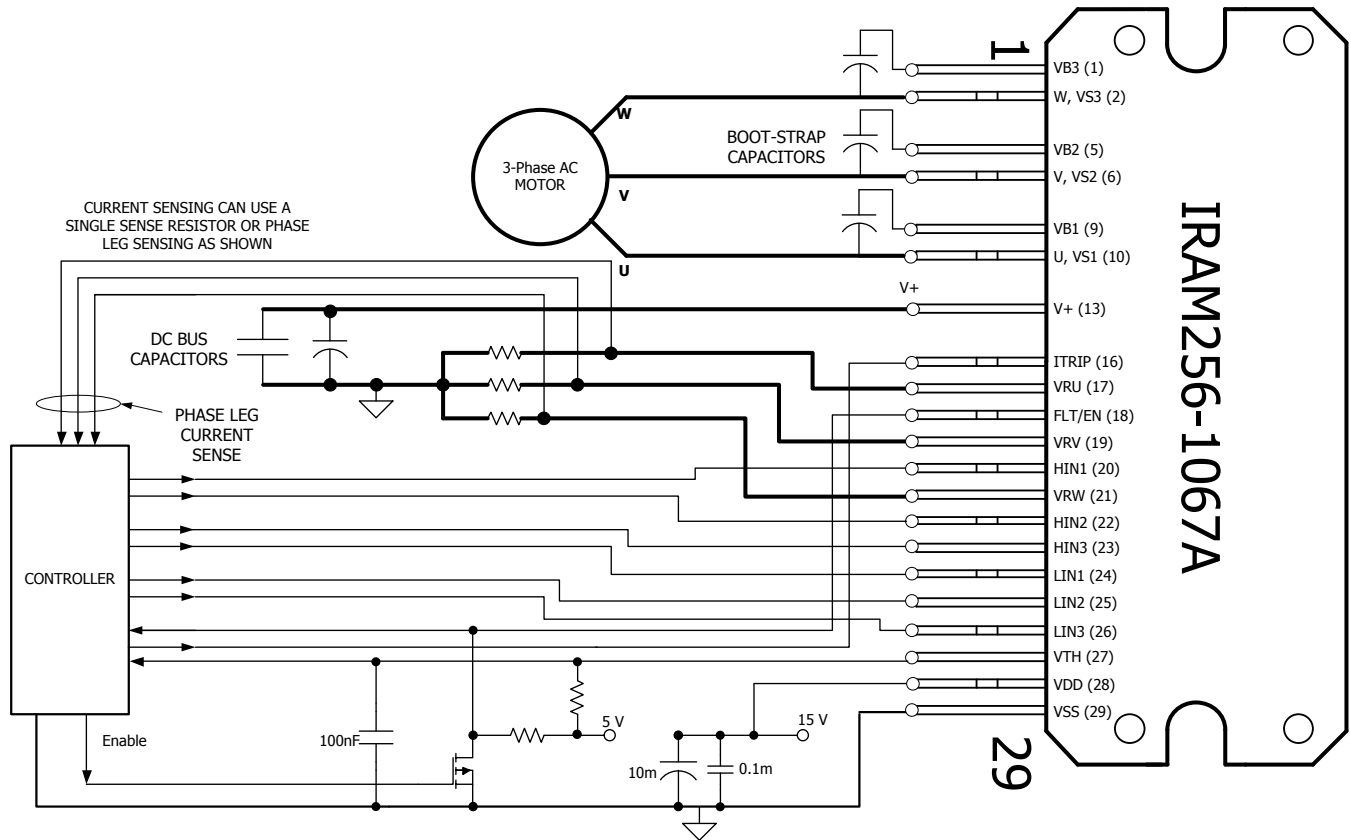 1
VB3 (1)
W, VS3 (2)
W
BOOT-STRAP
CAPACITORS
VB2 (5)
3-Phase AC
MOTOR
V, VS2 (6)
V
CURRENT SENSING CAN USE A
SINGLE SENSE RESISTOR OR PHASE
LEG SENSING AS SHOWN
VB1 (9)
U, VS1 (10)
U
V+
V+ (13)
DC BUS
CAPACITORS
ITRIP (16)
VRU (17)
PHASE LEG
CURRENT
SENSE
FLT/EN (18)
VRV (19)
HIN1 (20)
VRW (21)
HIN2 (22)
HIN3 (23)
CONTROLLER
LIN1 (24)
LIN2 (25)
LIN3 (26)
VTH (27)
VDD (28)
VSS (29)
5 V
15 V
Enable
100nF
10m
0.1m
29
IRAM256-1067A